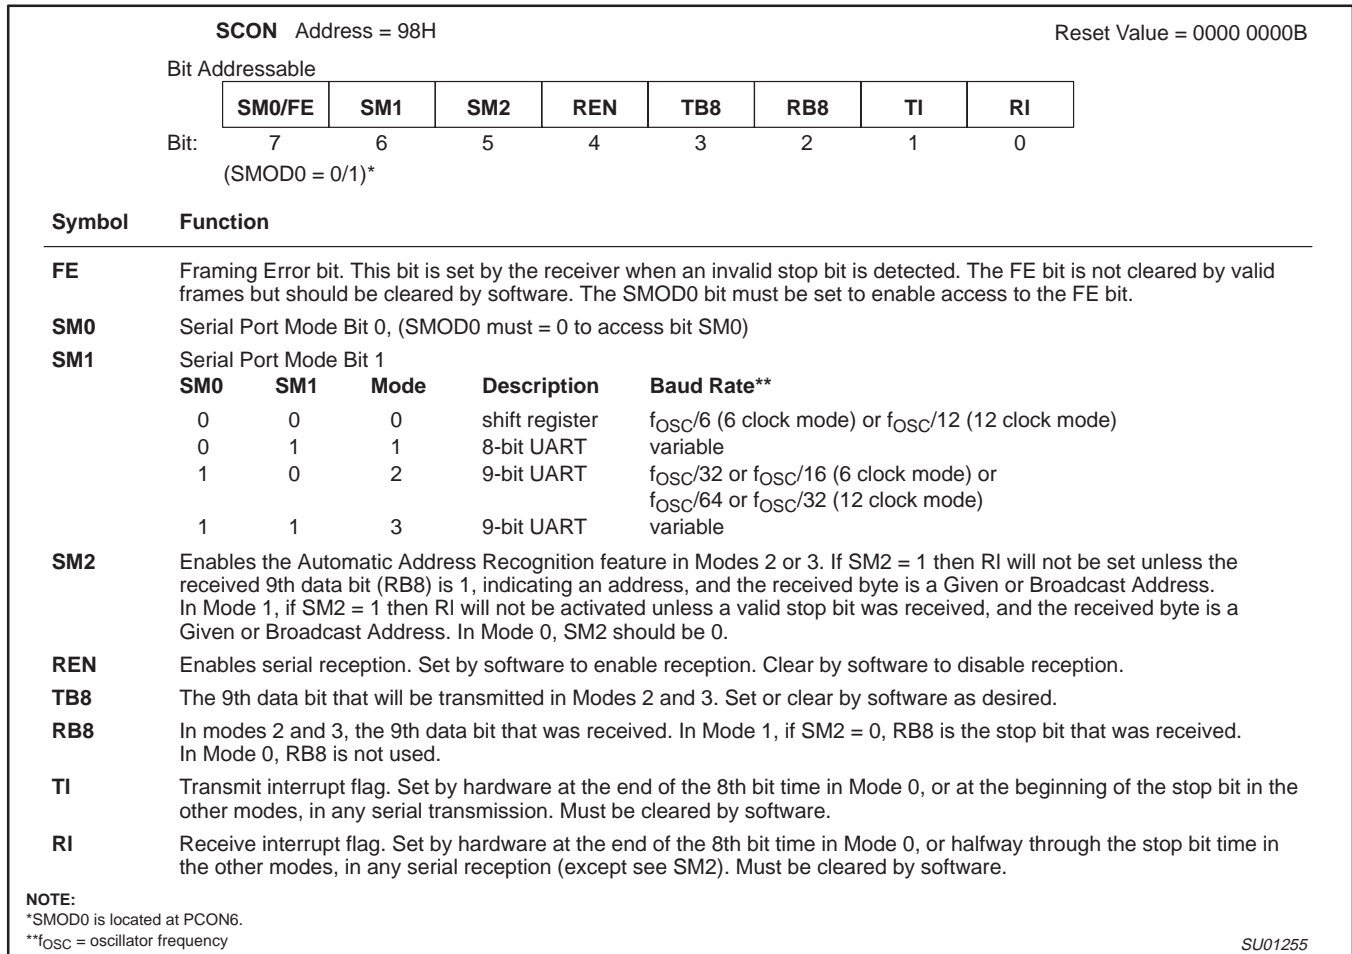 SCON Address = 98H Reset Value = 0000 0000B
Bit Addressable
SM0/FE SM1 SM2 REN TB8 RB8 TI RI
Bit: 7 6 5 4 3 2 1 0
(SMOD0 = 0/1)*
Symbol Function
FE Framing Error bit. This bit is set by the receiver when an invalid stop bit is detected. The FE bit is not cleared by valid
frames but should be cleared by software. The SMOD0 bit must be set to enable access to the FE bit.
SM0 Serial Port Mode Bit 0, (SMOD0 must = 0 to access bit SM0)
SM1 Serial Port Mode Bit 1
SM0 SM1 Mode Description Baud Rate**
0 0 0 shift register fOSC/6 (6 clock mode) or fOSC/12 (12 clock mode)
0 1 1 8-bit UART variable
1 0 2 9-bit UART fOSC/32 or fOSC/16 (6 clock mode) or
fOSC/64 or fOSC/32 (12 clock mode)
1 1 3 9-bit UART variable
SM2 Enables the Automatic Address Recognition feature in Modes 2 or 3. If SM2 = 1 then RI will not be set unless the
received 9th data bit (RB8) is 1, indicating an address, and the received byte is a Given or Broadcast Address.
In Mode 1, if SM2 = 1 then RI will not be activated unless a valid stop bit was received, and the received byte is a
Given or Broadcast Address. In Mode 0, SM2 should be 0.
REN Enables serial reception. Set by software to enable reception. Clear by software to disable reception.
TB8 The 9th data bit that will be transmitted in Modes 2 and 3. Set or clear by software as desired.
RB8 In modes 2 and 3, the 9th data bit that was received. In Mode 1, if SM2 = 0, RB8 is the stop bit that was received.
In Mode 0, RB8 is not used.
TI Transmit interrupt flag. Set by hardware at the end of the 8th bit time in Mode 0, or at the beginning of the stop bit in the
other modes, in any serial transmission. Must be cleared by software.
RI Receive interrupt flag. Set by hardware at the end of the 8th bit time in Mode 0, or halfway through the stop bit time in
the other modes, in any serial reception (except see SM2). Must be cleared by software.
NOTE:
*SMOD0 is located at PCON6.
**fOSC = oscillator frequency SU01255